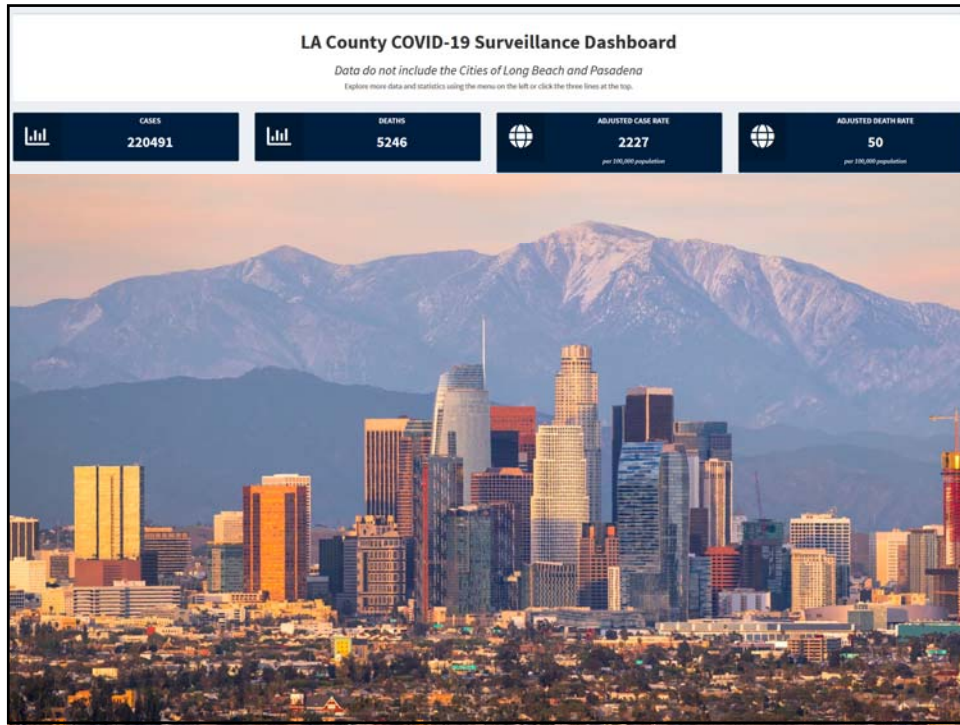 LA County COVID-19 Surveillance Dashboard
Data do not include the Cities of Long Beach and Pasadena
Explore more data and statistics using the menu on the left or click the three lines at the top.
CASES
220491
DEATHS
5246
ADJUSTED CASE RATE
2227
per 100,000 population
ADJUSTED DEATH RATE
50
per 100,000 population